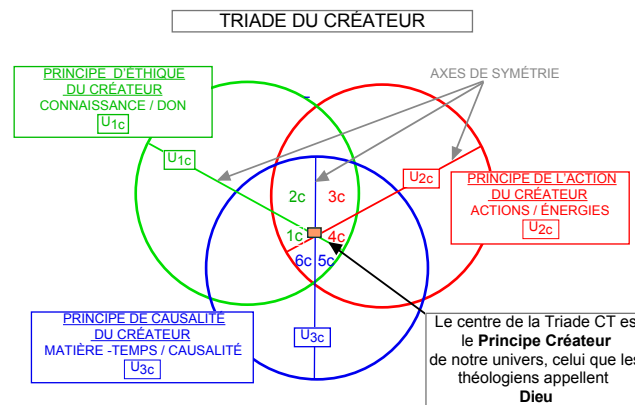 TRIADE DU CRÉATEUR
AXES DE SYMÉTRIE
PRINCIPE D'ÉTHIQUE
DU CRÉATEUR
CONNAISSANCE / DON
U1c
U1c
U2c
PRINCIPE DE L'ACTION
DU CRÉATEUR
ACTIONS / ÉNERGIES
U2c
2c
3c
1c
4c
6c
5c
PRINCIPE DE CAUSALITÉ
DU CRÉATEUR
MATIÈRE -TEMPS / CAUSALITÉ
U3c
U3c
Le centre de la Triade CT es
le Principe Créateur
de notre univers, celui que les
théologiens appellent
Dieu